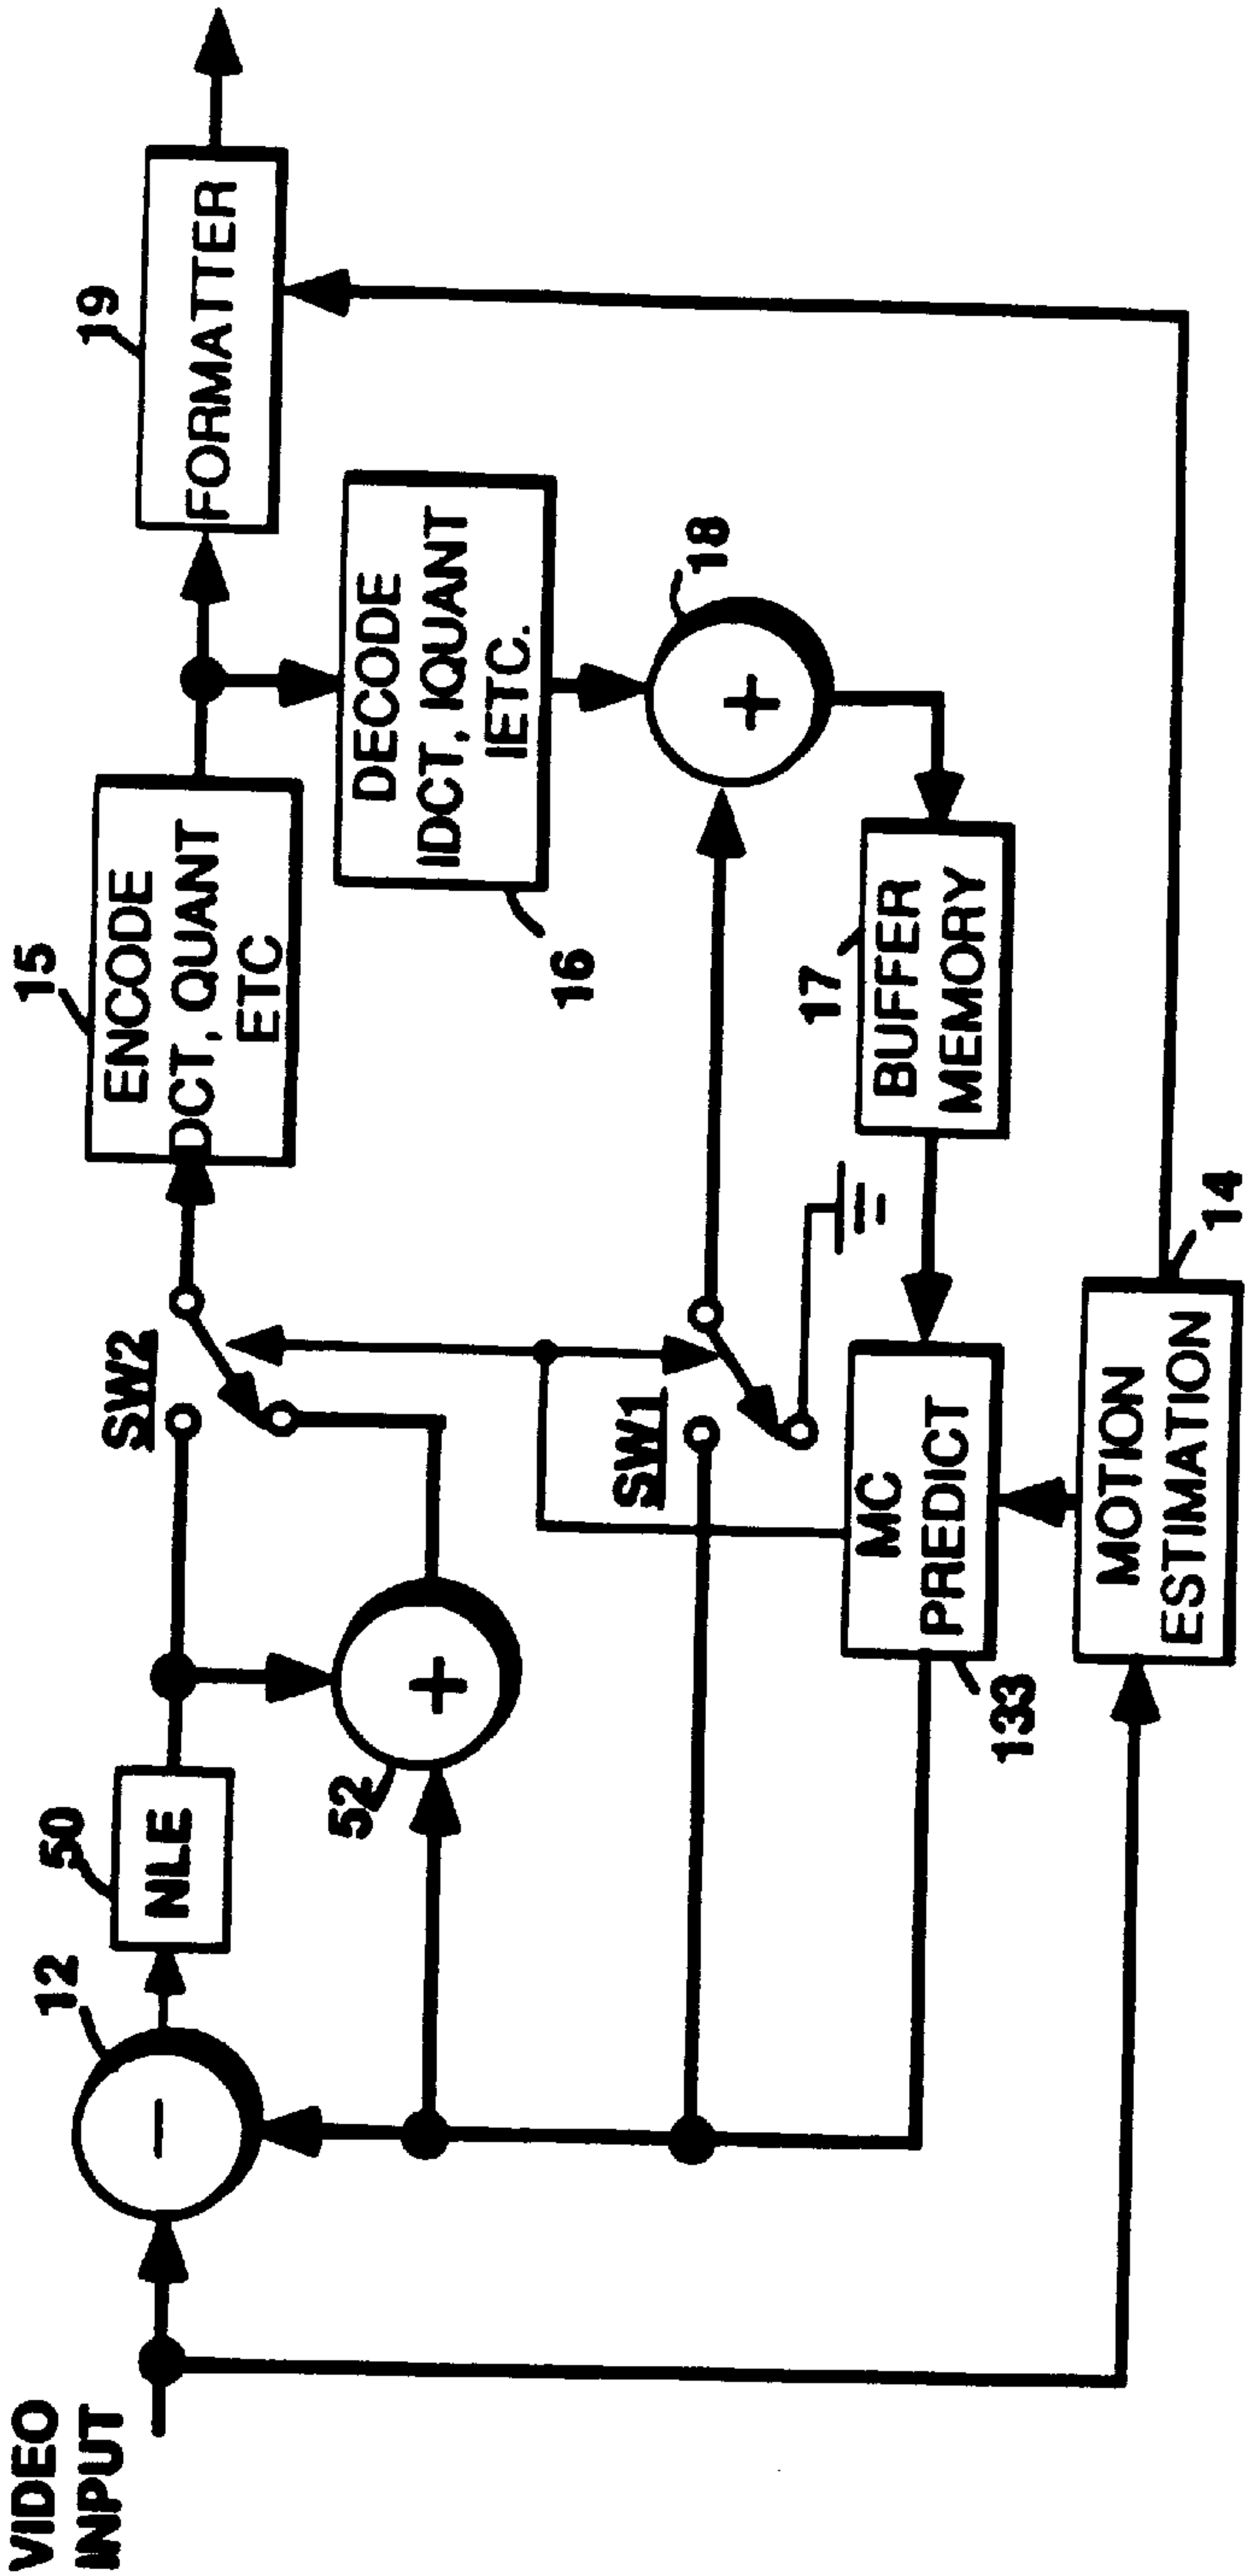 VIDEO
INPUT
12
−
50
NLE
52
+
SW2
15
ENCODE
DCT, QUANT
ETC
19
FORMATTER
DECODE
IDCT, IQUANT
IETC.
16
18
+
SW1
17
BUFFER
MEMORY
MC
PREDICT
133
MOTION
ESTIMATION
14